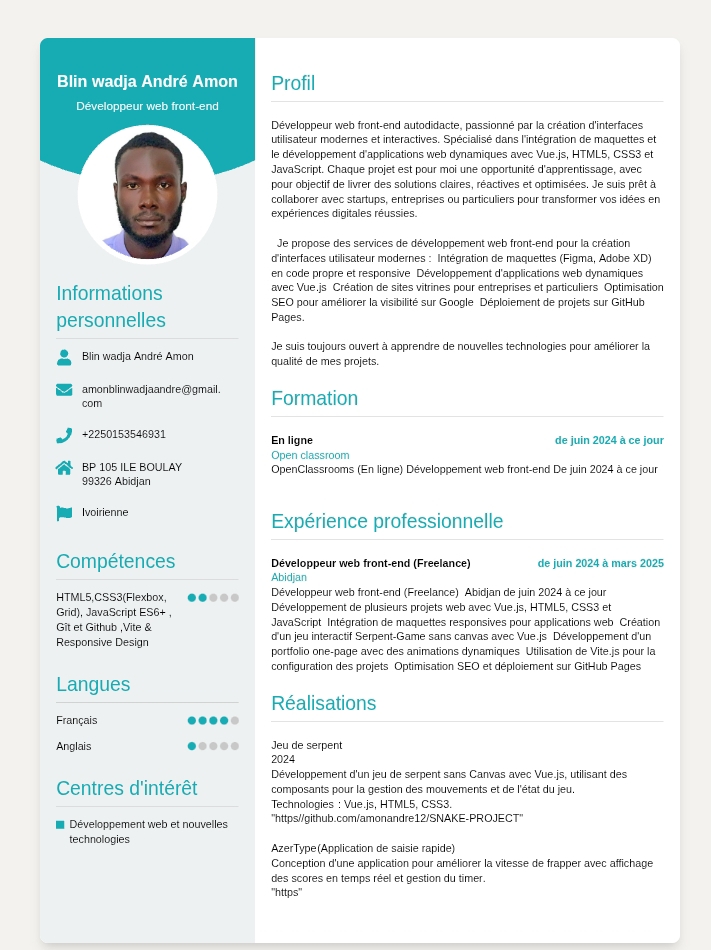 Blin wadja André Amon
Développeur web front-end
Informations
personnelles
Blin wadja André Amon
amonblinwadjaandre@gmail.
com
+2250153546931
BP 105 ILE BOULAY
99326 Abidjan
Ivoirienne
Compétences
HTML5,CSS3(Flexbox,
Grid), JavaScript ES6+ ,
Gît et Github ,Vite &
Responsive Design
Langues
Français
Anglais
Centres d'intérêt
Développement web et nouvelles
technologies
Profil
Développeur web front-end autodidacte, passionné par la création d'interfaces
utilisateur modernes et interactives. Spécialisé dans l'intégration de maquettes et
le développement d'applications web dynamiques avec Vue.js, HTML5, CSS3 et
JavaScript. Chaque projet est pour moi une opportunité d'apprentissage, avec
pour objectif de livrer des solutions claires, réactives et optimisées. Je suis prêt à
collaborer avec startups, entreprises ou particuliers pour transformer vos idées en
expériences digitales réussies.
Je propose des services de développement web front-end pour la création
d'interfaces utilisateur modernes :  Intégration de maquettes (Figma, Adobe XD)
en code propre et responsive  Développement d'applications web dynamiques
avec Vue.js  Création de sites vitrines pour entreprises et particuliers  Optimisation
SEO pour améliorer la visibilité sur Google  Déploiement de projets sur GitHub
Pages.
Je suis toujours ouvert à apprendre de nouvelles technologies pour améliorer la
qualité de mes projets.
Formation
En ligne de juin 2024 à ce jour
Open classroom
OpenClassrooms (En ligne) Développement web front-end De juin 2024 à ce jour
Expérience professionnelle
Développeur web front-end (Freelance) de juin 2024 à mars 2025
Abidjan
Développeur web front-end (Freelance)  Abidjan de juin 2024 à ce jour
Développement de plusieurs projets web avec Vue.js, HTML5, CSS3 et
JavaScript  Intégration de maquettes responsives pour applications web  Création
d'un jeu interactif Serpent-Game sans canvas avec Vue.js  Développement d'un
portfolio one-page avec des animations dynamiques  Utilisation de Vite.js pour la
configuration des projets  Optimisation SEO et déploiement sur GitHub Pages
Réalisations
Jeu de serpent
2024
Développement d'un jeu de serpent sans Canvas avec Vue.js, utilisant des
composants pour la gestion des mouvements et de l'état du jeu.
Technologies : Vue.js, HTML5, CSS3.
"https//github.com/amonandre12/SNAKE-PROJECT"
AzerType(Application de saisie rapide)
Conception d'une application pour améliorer la vitesse de frapper avec affichage
des scores en temps réel et gestion du timer.
"https"